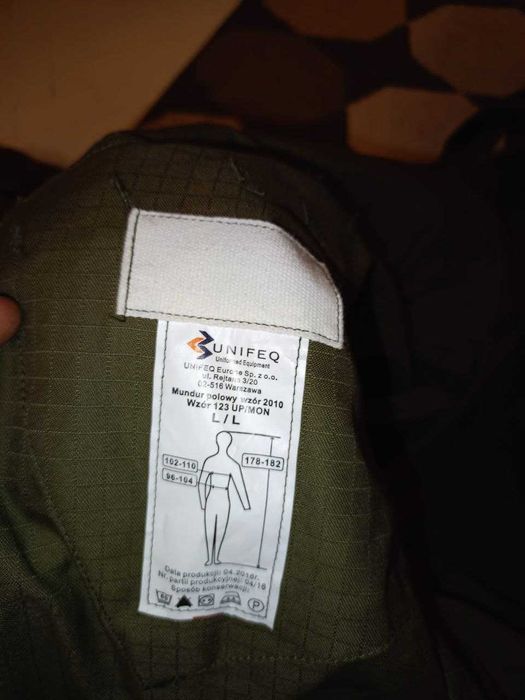 UNIFEQ
Uniformed Equipment
UNIFEQ Europe Sp. z o.o.
ul. Rejtana 3/20
02-516 Warszawa
Mundur polowy wzór 2010
Wzór 123 UP/MON
L / L
102-110
178-182
96-104
Data produkcji: 04.2016r.
Nr. partii produkcyjnej: 04/16
Sposób konserwacji:
P